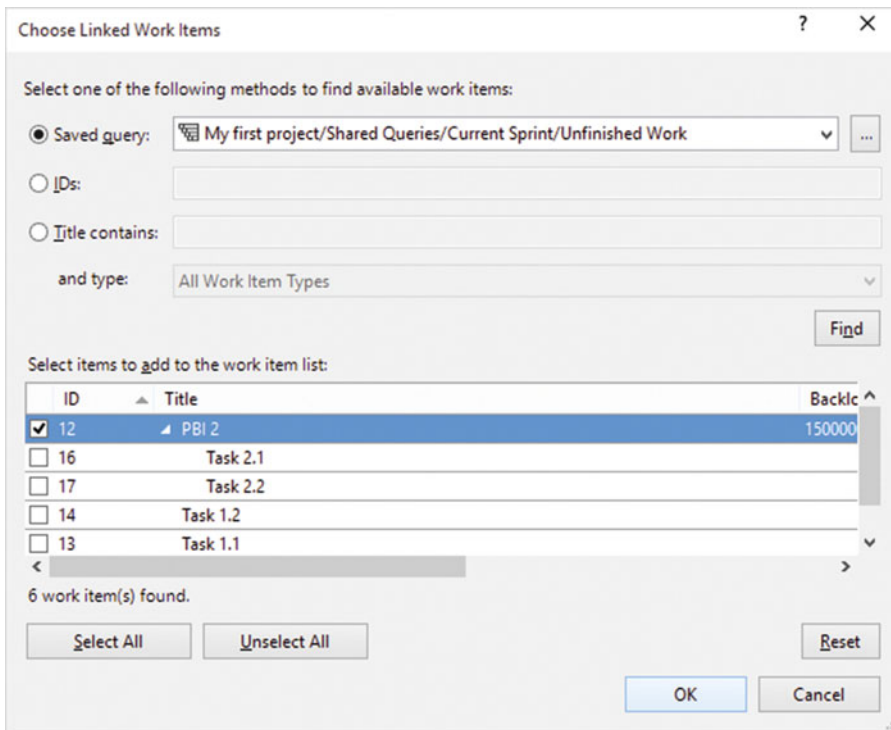 Choose Linked Work Items ?
Select one of the following methods to find available work items:
Saved query: My first project/Shared Queries/Current Sprint/Unfinished Work ...
IDs:
Title contains:
and type: All Work Item Types
Find
Select items to add to the work item list:
ID Title Backlc
12 PBI 2 150000
16 Task 2.1
17 Task 2.2
14 Task 1.2
13 Task 1.1
6 work item(s) found.
Select All Unselect All Reset
OK Cancel